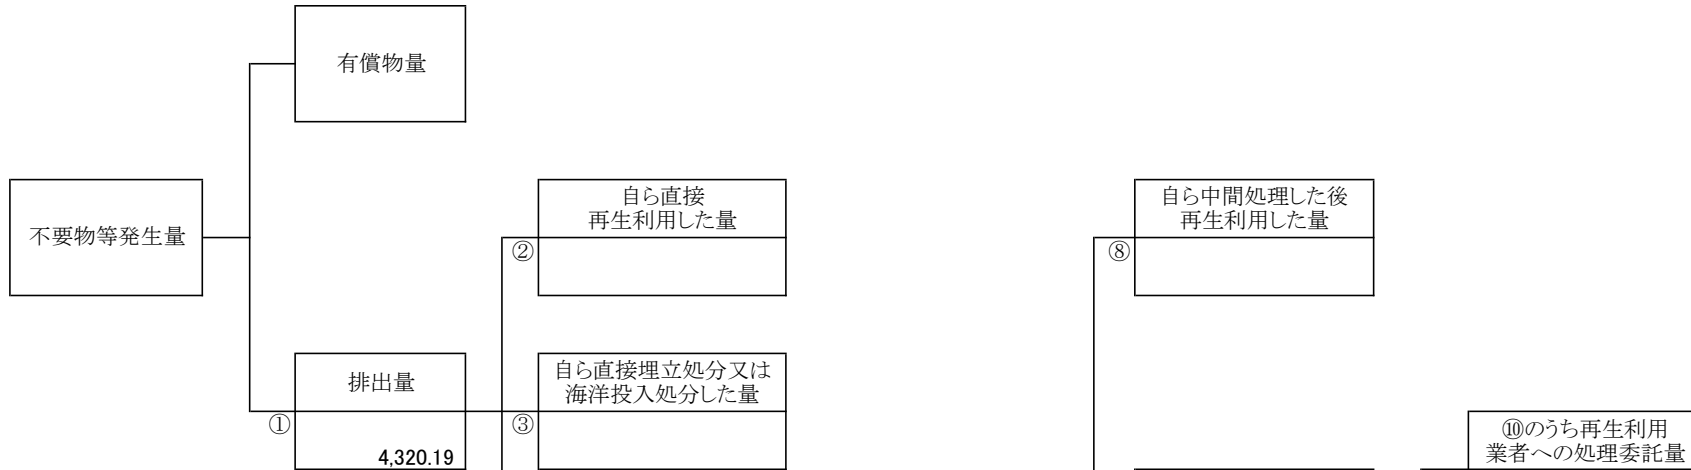 有償物量
不要物等発生量
自ら直接
再生利用した量
②
自ら中間処理した後
再生利用した量
⑧
排出量
①
4,320.19
自ら直接埋立処分又は
海洋投入処分した量
③
⑩のうち再生利用
業者への処理委託量